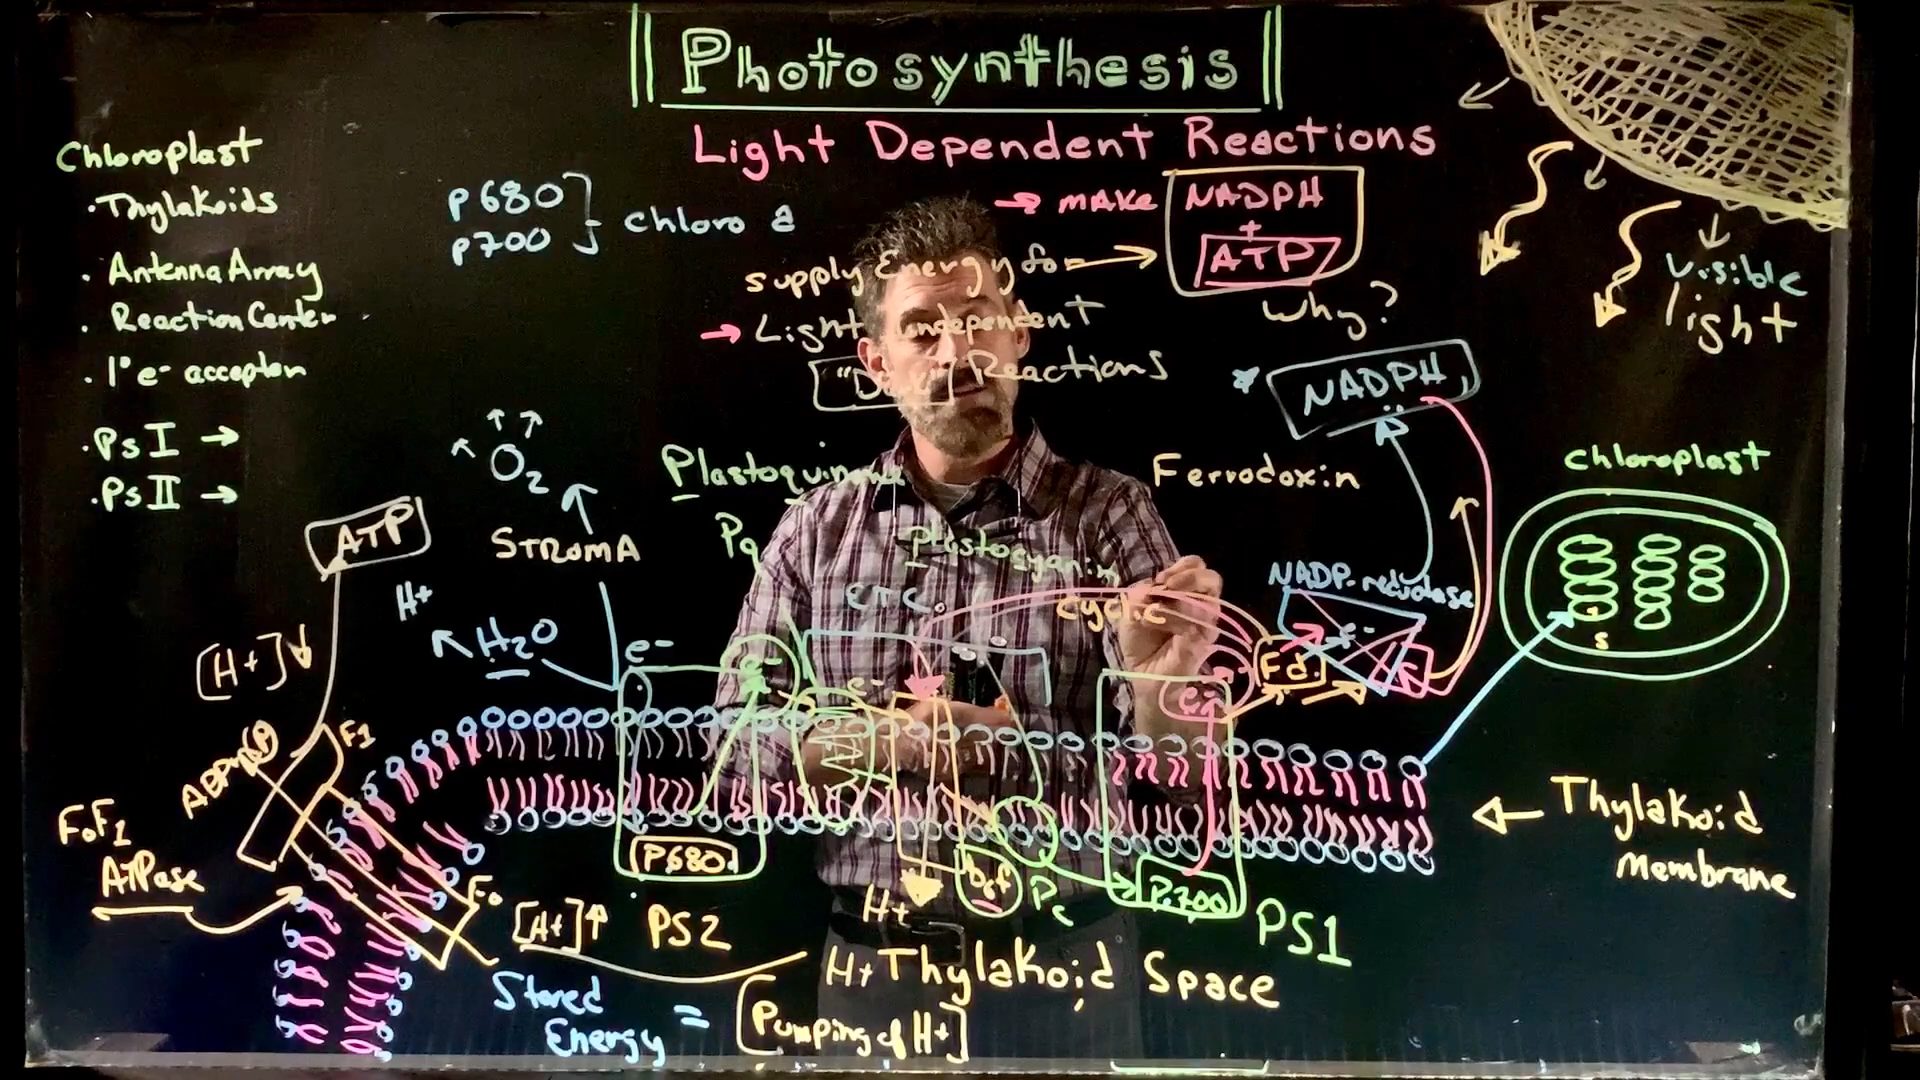 Photosynthesis
Light Dependent Reactions
→ make NADPH
+
ATP
supply Energy for →
Why?
→ Light independent
"Dark" Reactions
Chloroplast
· Thylakoids
· Antenna Array
· Reaction Center
· 1° e- acceptor
· PsI →
· PsII →
P680
P700
chloro a
visible
light
NADPH
O2
STROMA
Plastoquinone
Pq
plastocyanin
Ferrodoxin
chloroplast
s
ATP
H+
[H+]↓
H2O
e-
e-
ETC
e-
cyclic
NADP-reductase
e-
Fd.
e-
ADP+P
F1
F0F1
ATPase
F0
P680
b6f
Pc
P700
H+
[H+]↑
PS2
PS1
Thylakoid
Membrane
H+ Thylakoid Space
Stored
Energy = [Pumping of H+]